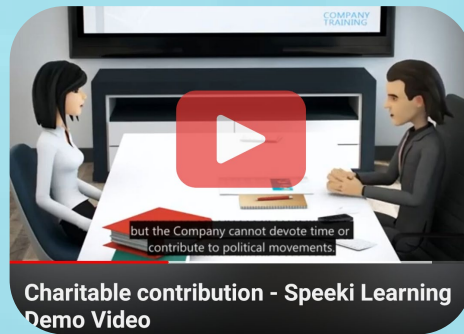 COMPANY
TRAINING
but the Company cannot devote time or
contribute to political movements.
Charitable contribution - Speeki Learning
Demo Video